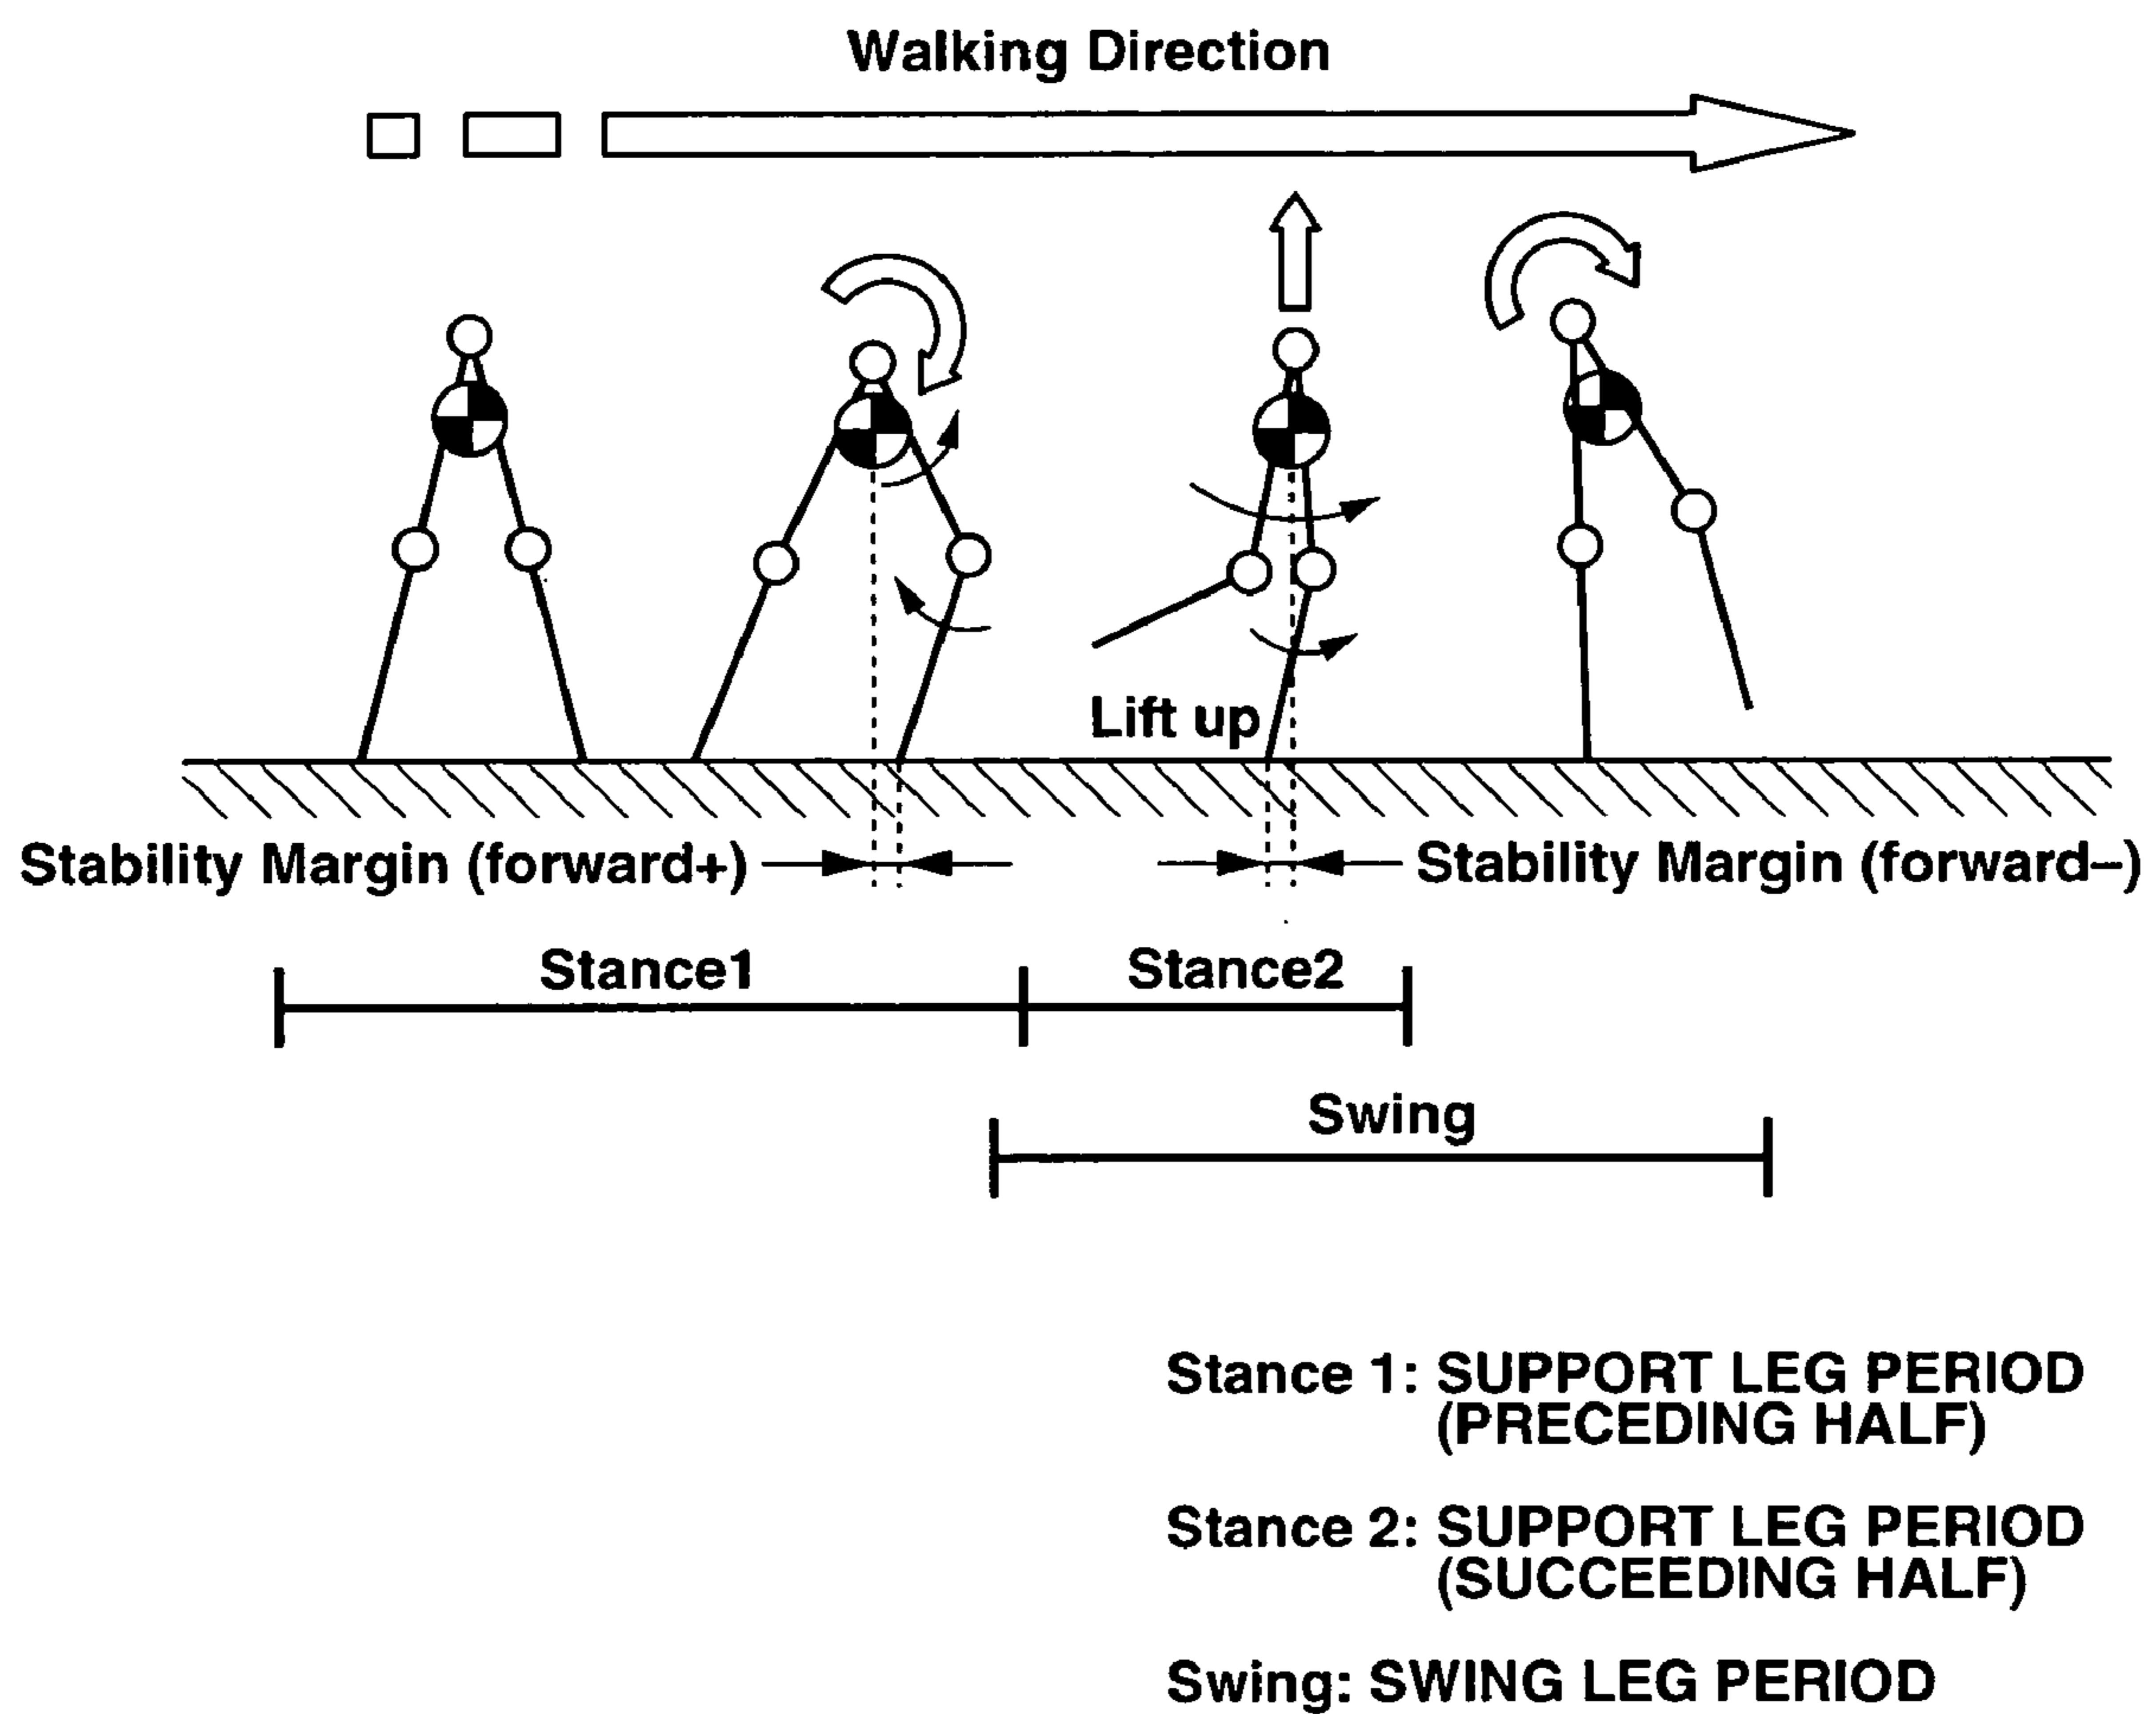 Walking Direction
Lift up
Stability Margin (forward+)
Stability Margin (forward–)
Stance1
Stance2
Swing
Stance 1: SUPPORT LEG PERIOD
(PRECEDING HALF)
Stance 2: SUPPORT LEG PERIOD
(SUCCEEDING HALF)
Swing: SWING LEG PERIOD